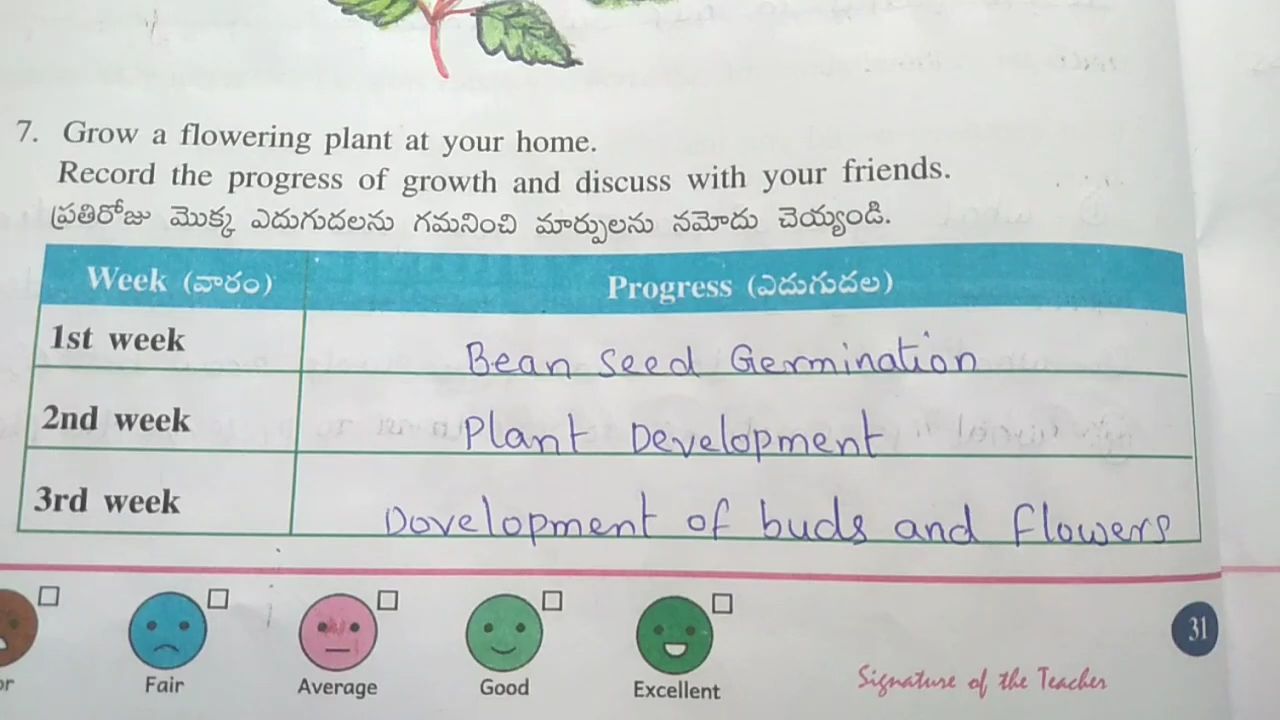 7. Grow a flowering plant at your home.
Record the progress of growth and discuss with your friends.
ప్రతిరోజు మొక్క ఎదుగుదలను గమనించి మార్పులను నమోదు చెయ్యండి.
Week (వారం) Progress (ఎదుగుదల)
1st week Bean Seed Germination
2nd week Plant Development
3rd week Dovelopment of buds and flowers
Fair Average Good Excellent
31
Signature of the Teacher